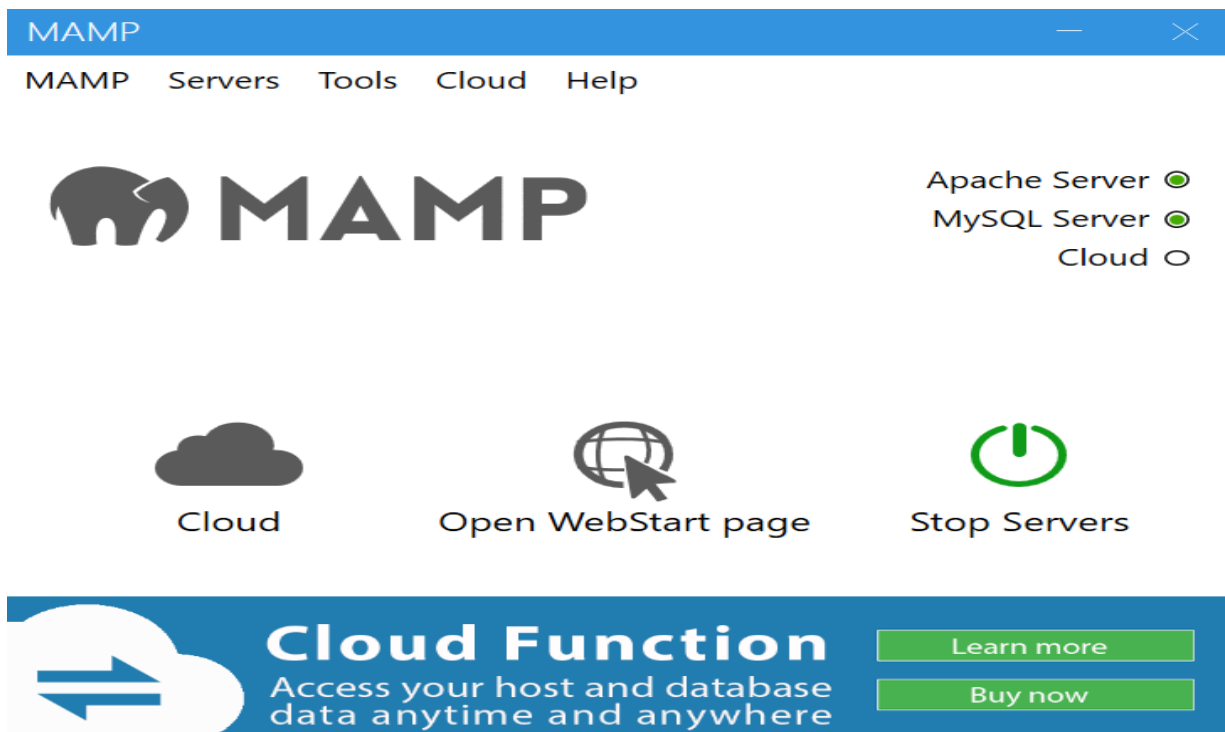 MAMP
MAMP Servers Tools Cloud Help
MAMP
Apache Server
MySQL Server
Cloud
Cloud
Open WebStart page
Stop Servers
Cloud Function
Access your host and database
data anytime and anywhere
Learn more
Buy now